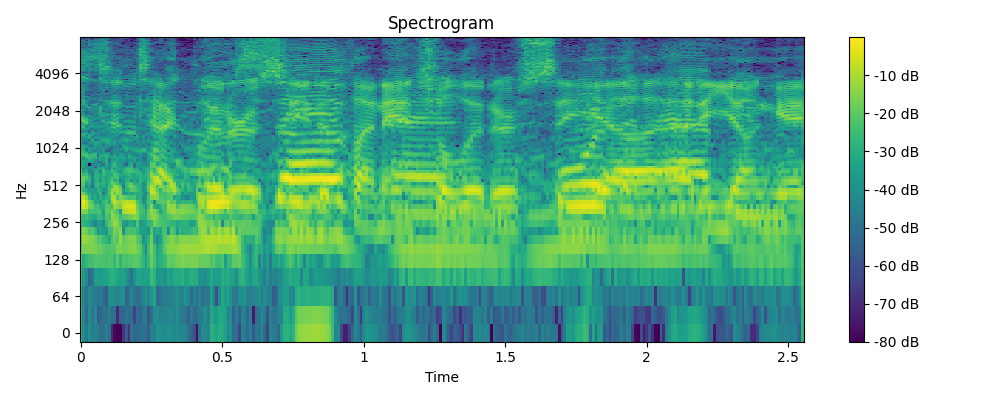 Spectrogram
Hz
4096
2048
1024
512
256
128
64
0
0 0.5 1 1.5 2 2.5
Time
-10 dB
-20 dB
-30 dB
-40 dB
-50 dB
-60 dB
-70 dB
-80 dB